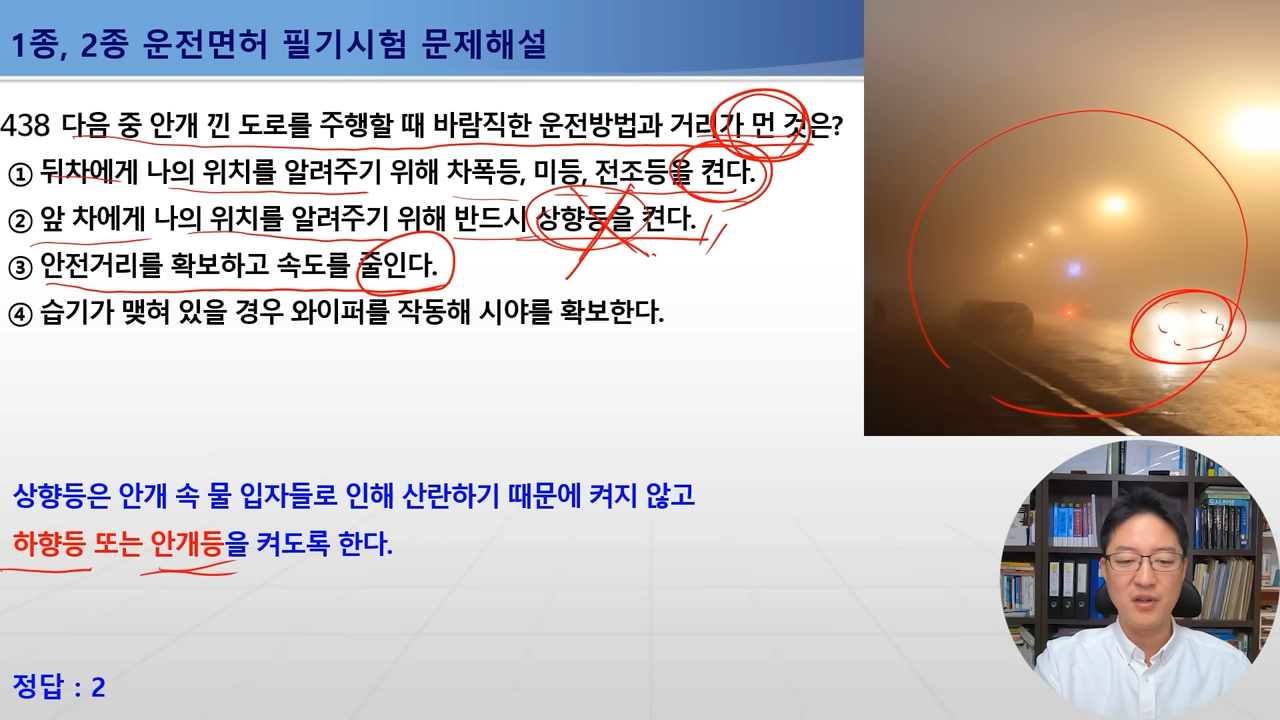 1종, 2종 운전면허 필기시험 문제해설
438 다음 중 안개 낀 도로를 주행할 때 바람직한 운전방법과 거리가 먼 것은?
① 뒤차에게 나의 위치를 알려주기 위해 차폭등, 미등, 전조등을 켠다.
② 앞 차에게 나의 위치를 알려주기 위해 반드시 상향등을 켠다.
③ 안전거리를 확보하고 속도를 줄인다.
④ 습기가 맺혀 있을 경우 와이퍼를 작동해 시야를 확보한다.
상향등은 안개 속 물 입자들로 인해 산란하기 때문에 켜지 않고
하향등 또는 안개등을 켜도록 한다.
정답 : 2